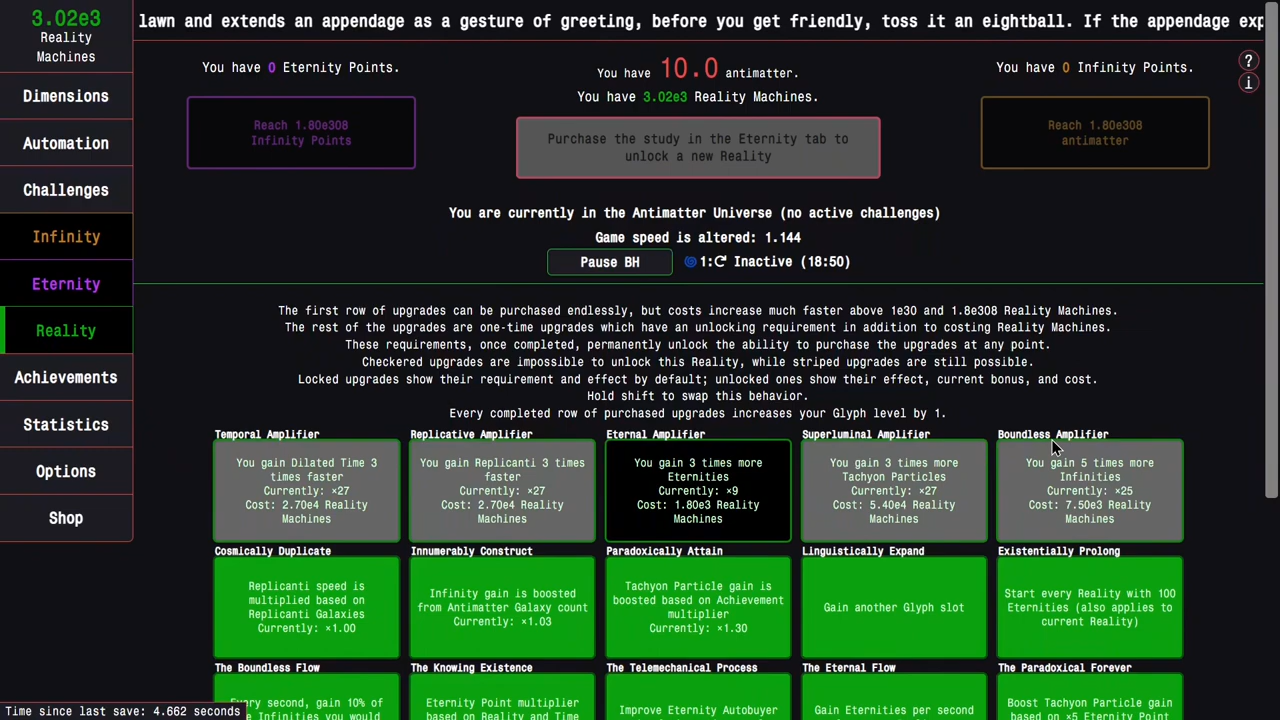 3.02e3
Reality
Machines
lawn and extends an appendage as a gesture of greeting, before you get friendly, toss it an eightball. If the appendage exp
You have 0 Eternity Points.
You have 10.0 antimatter.
You have 0 Infinity Points.
?
i
You have 3.02e3 Reality Machines.
Reach 1.80e308
Infinity Points
Purchase the study in the Eternity tab to
unlock a new Reality
Reach 1.80e308
antimatter
Dimensions
Automation
Challenges
Infinity
Eternity
Reality
Achievements
Statistics
Options
Shop
You are currently in the Antimatter Universe (no active challenges)
Game speed is altered: 1.144
Pause BH
1: Inactive (18:50)
The first row of upgrades can be purchased endlessly, but costs increase much faster above 1e30 and 1.8e308 Reality Machines.
The rest of the upgrades are one-time upgrades which have an unlocking requirement in addition to costing Reality Machines.
These requirements, once completed, permanently unlock the ability to purchase the upgrades at any point.
Checkered upgrades are impossible to unlock this Reality, while striped upgrades are still possible.
Locked upgrades show their requirement and effect by default; unlocked ones show their effect, current bonus, and cost.
Hold shift to swap this behavior.
Every completed row of purchased upgrades increases your Glyph level by 1.
Temporal Amplifier
You gain Dilated Time 3
times faster
Currently: ×27
Cost: 2.70e4 Reality
Machines
Replicative Amplifier
You gain Replicanti 3 times
faster
Currently: ×27
Cost: 2.70e4 Reality
Machines
Eternal Amplifier
You gain 3 times more
Eternities
Currently: ×9
Cost: 1.80e3 Reality
Machines
Superluminal Amplifier
You gain 3 times more
Tachyon Particles
Currently: ×27
Cost: 5.40e4 Reality
Machines
Boundless Amplifier
You gain 5 times more
Infinities
Currently: ×25
Cost: 7.50e3 Reality
Machines
Cosmically Duplicate
Replicanti speed is
multiplied based on
Replicanti Galaxies
Currently: ×1.00
Innumerably Construct
Infinity gain is boosted
from Antimatter Galaxy count
Currently: ×1.03
Paradoxically Attain
Tachyon Particle gain is
boosted based on Achievement
multiplier
Currently: ×1.30
Linguistically Expand
Gain another Glyph slot
Existentially Prolong
Start every Reality with 100
Eternities (also applies to
current Reality)
The Boundless Flow
Every second, gain 10% of
Infinities you would
The Knowing Existence
Eternity Point multiplier
based on Reality and Time
The Telemechanical Process
Improve Eternity Autobuyer
The Eternal Flow
Gain Eternities per second
The Paradoxical Forever
Boost Tachyon Particle gain
based on ×5 Eternity Point
Time since last save: 4.662 seconds